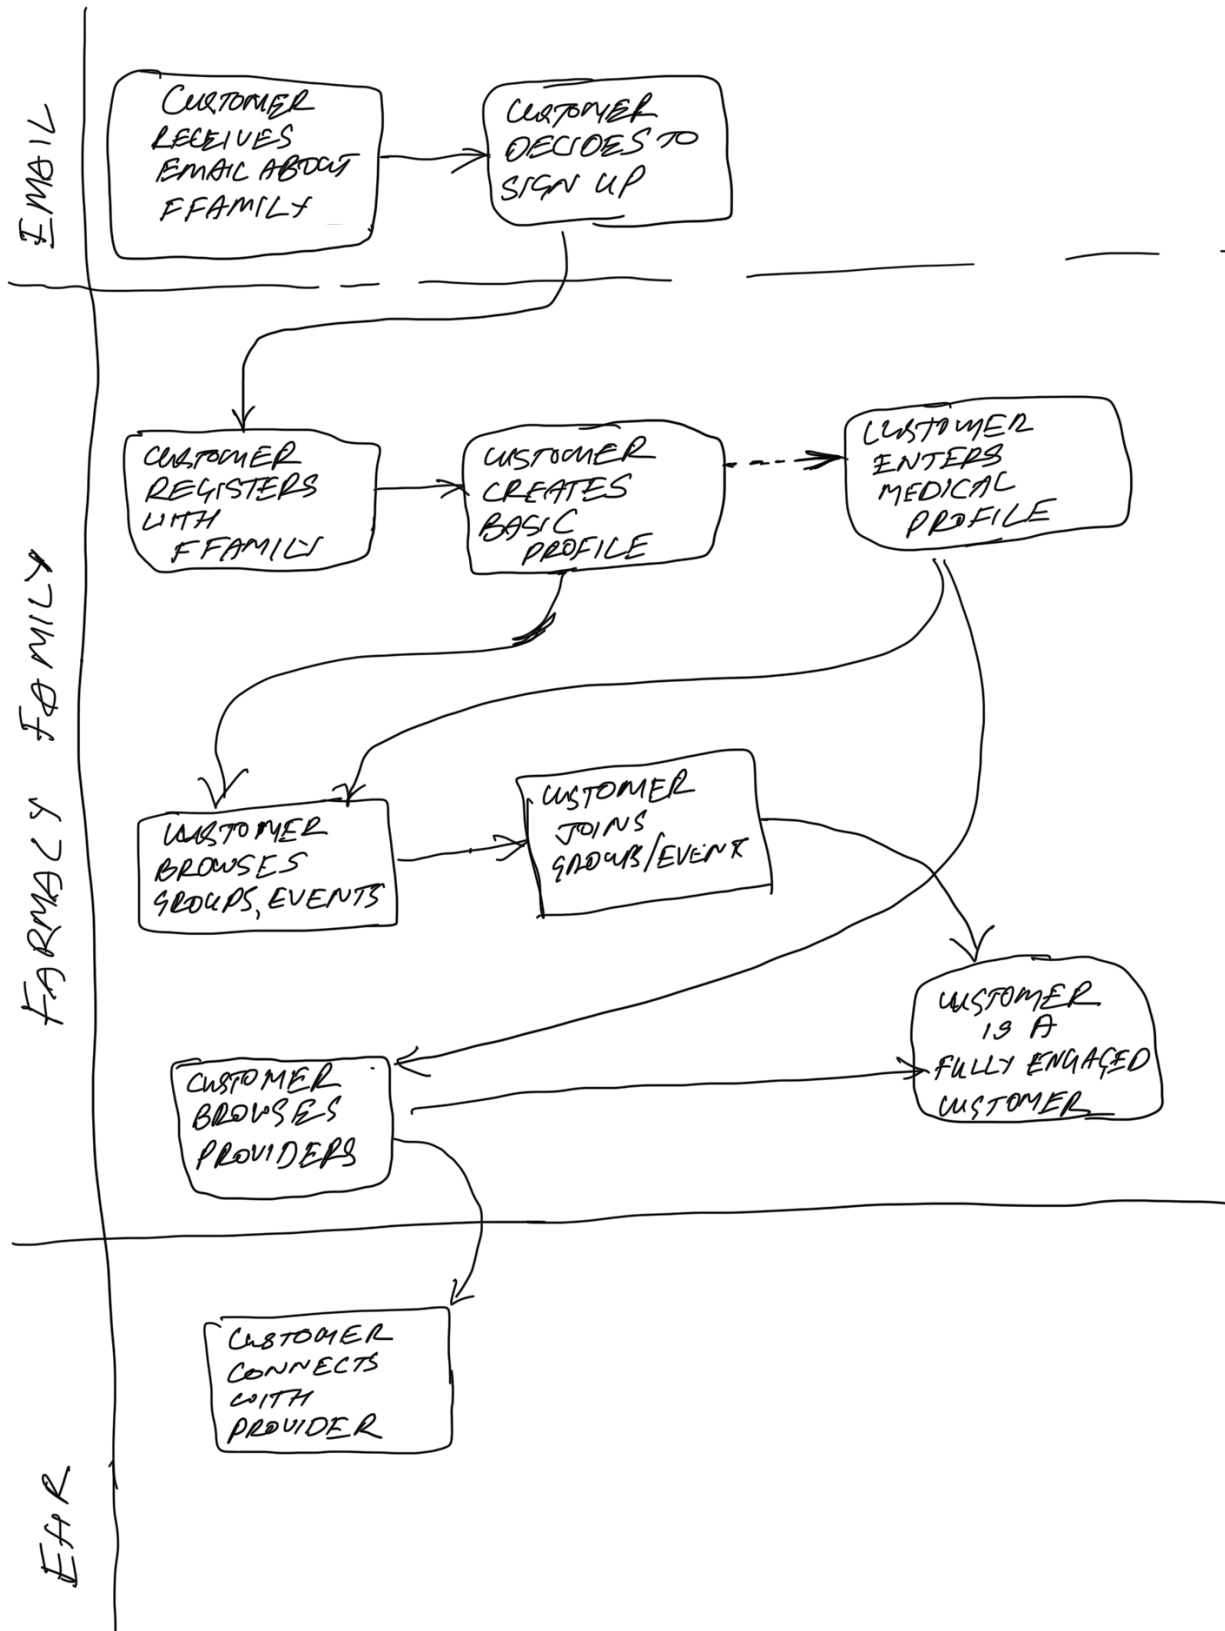 EMAIL
CUSTOMER
RECEIVES
EMAIL ABOUT
FFAMILY
CUSTOMER
DECIDES TO
SIGN UP
FARMALY FAMILY
CUSTOMER
REGISTERS
WITH
FFAMILY
CUSTOMER
CREATES
BASIC
PROFILE
CUSTOMER
ENTERS
MEDICAL
PROFILE
CUSTOMER
BROWSES
GROUPS, EVENTS
CUSTOMER
JOINS
GROUP/EVENT
CUSTOMER
IS A
FULLY ENGAGED
CUSTOMER
CUSTOMER
BROWSES
PROVIDERS
EHR
CUSTOMER
CONNECTS
WITH
PROVIDER